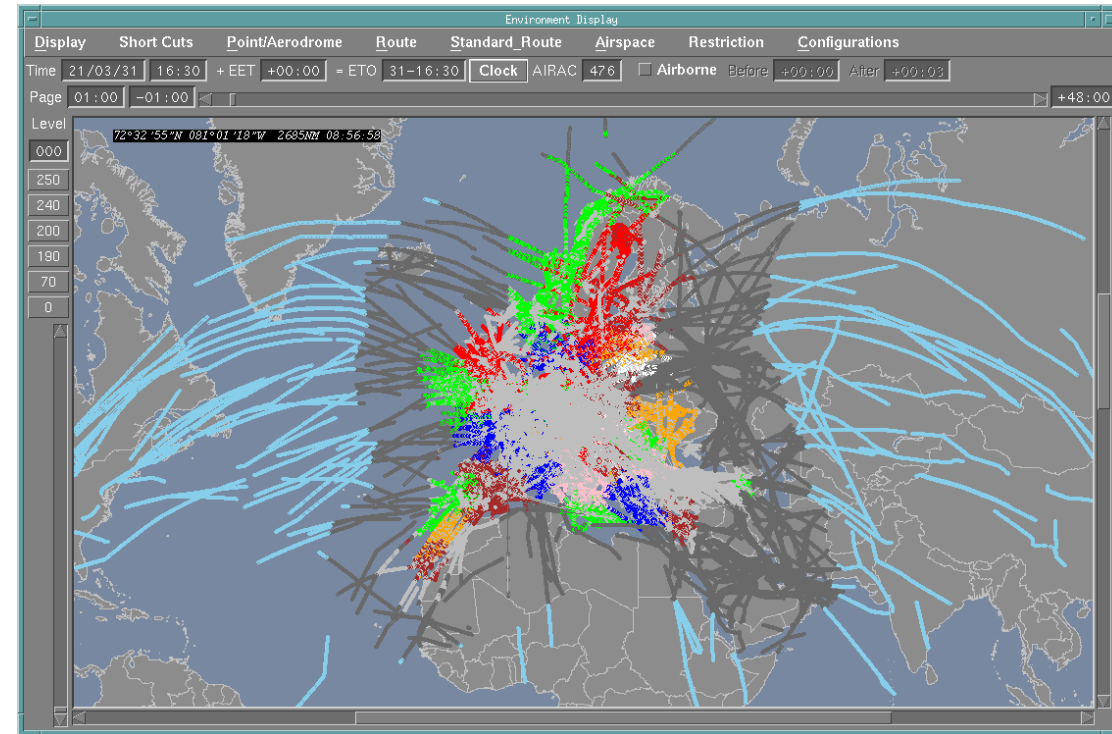 Environment Display
Display Short Cuts Point/Aerodrome Route Standard_Route Airspace Restriction Configurations
Time 21/03/31 16:30 + EET +00:00 = ETO 31-16:30 Clock AIRAC 476 Airborne Before +00:00 After +00:03
Page 01:00 -01:00 +48:00
Level
72°32'55"N 081°01'18"W 2685NM 08:56:58
000
250
240
200
190
70
0